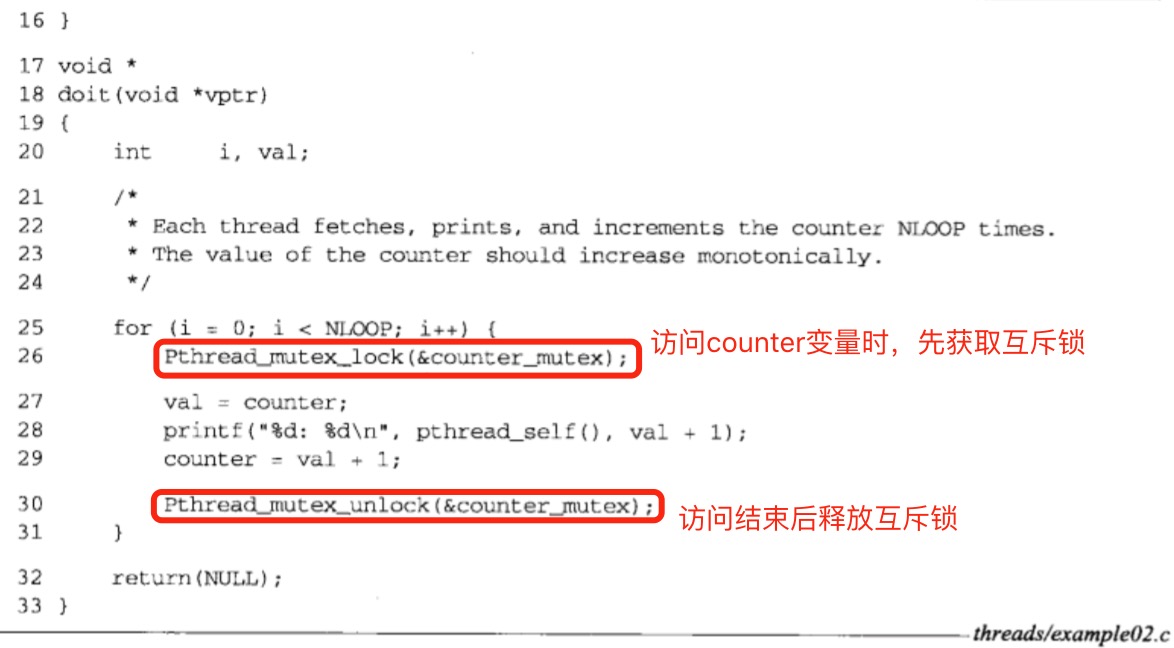 16 }
17 void *
18 doit(void *vptr)
19 {
20 int i, val;
21 /*
22 * Each thread fetches, prints, and increments the counter NLOOP times.
23 * The value of the counter should increase monotonically.
24 */
25 for (i = 0; i < NLOOP; i++) {
26 Pthread_mutex_lock(&counter_mutex); 访问counter变量时，先获取互斥锁
27 val = counter;
28 printf("%d: %d\n", pthread_self(), val + 1);
29 counter = val + 1;
30 Pthread_mutex_unlock(&counter_mutex); 访问结束后释放互斥锁
31 }
32 return(NULL);
33 }
threads/example02.c